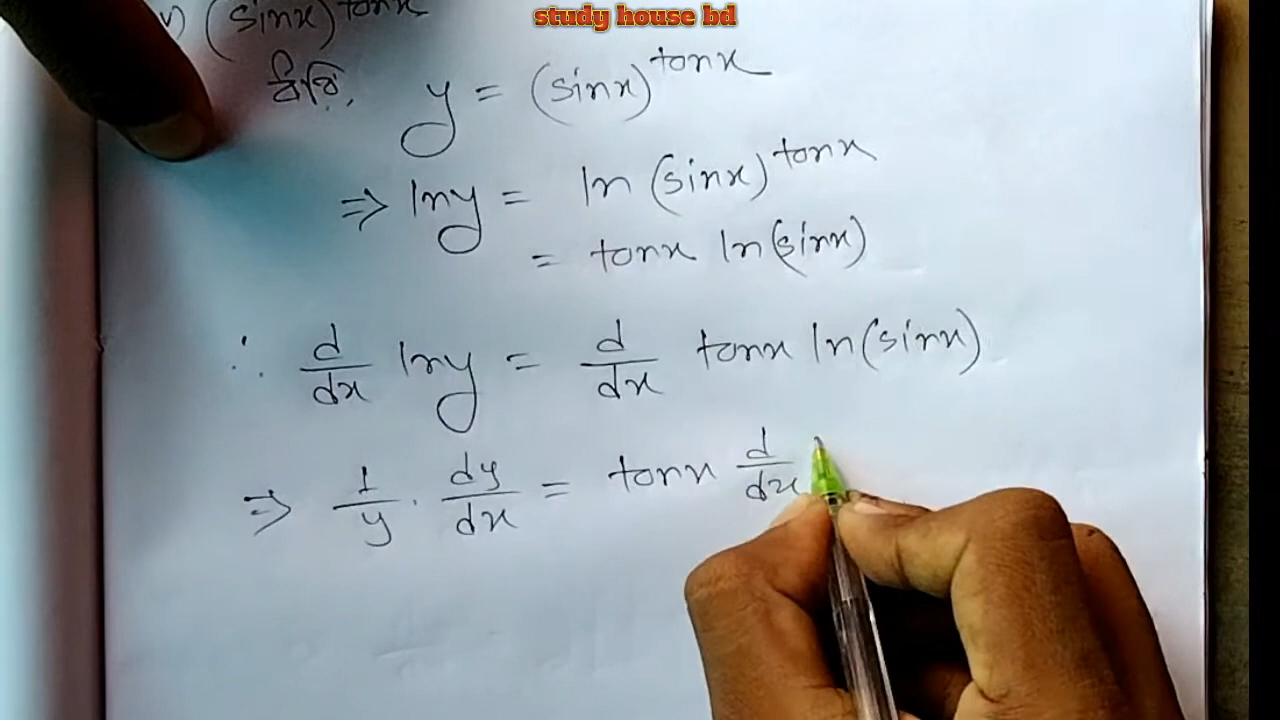 study house bd
(sinx)^tanx
ধরি, y = (sinx)^tanx
⇒ lny = ln (sinx)^tanx
= tanx ln(sinx)
∴ d/dx lny = d/dx tanx ln(sinx)
⇒ 1/y · dy/dx = tanx d/dx